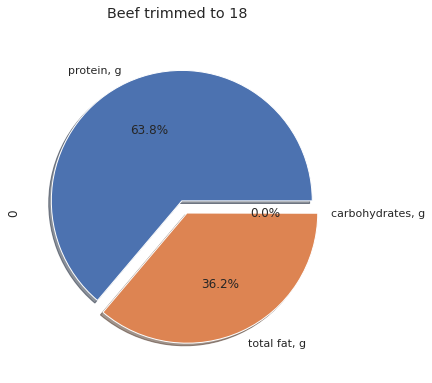 Beef trimmed to 18
protein, g
63.8%
0
0.0%
carbohydrates, g
36.2%
total fat, g